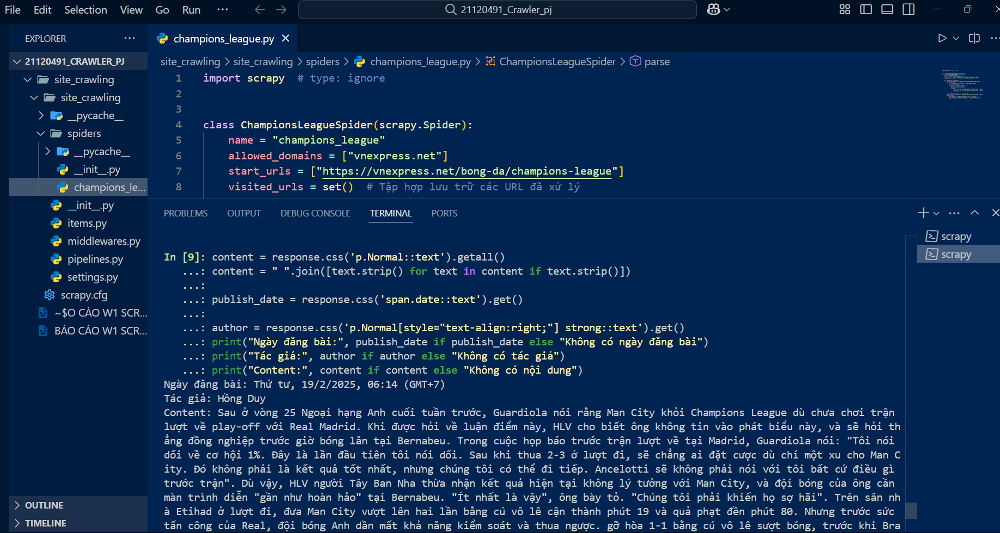 File Edit Selection View Go Run ··· 21120491_Crawler_pj
EXPLORER ···
21120491_CRAWLER_PJ
site_crawling
site_crawling
__pycache__
spiders
__pycache__
__init__.py
champions_le...
__init__.py
items.py
middlewares.py
pipelines.py
settings.py
scrapy.cfg
~$O CÁO W1 SCR...
BÁO CÁO W1 SCR...
OUTLINE
TIMELINE
champions_league.py
site_crawling > site_crawling > spiders > champions_league.py > ChampionsLeagueSpider > parse
1 import scrapy # type: ignore
2
3
4 class ChampionsLeagueSpider(scrapy.Spider):
5 name = "champions_league"
6 allowed_domains = ["vnexpress.net"]
7 start_urls = ["https://vnexpress.net/bong-da/champions-league"]
8 visited_urls = set() # Tập hợp lưu trữ các URL đã xử lý
PROBLEMS OUTPUT DEBUG CONSOLE TERMINAL PORTS
scrapy
scrapy
In [9]: content = response.css('p.Normal::text').getall()
...: content = " ".join([text.strip() for text in content if text.strip()])
...:
...: publish_date = response.css('span.date::text').get()
...:
...: author = response.css('p.Normal[style="text-align:right;"] strong::text').get()
...: print("Ngày đăng bài:", publish_date if publish_date else "Không có ngày đăng bài")
...: print("Tác giả:", author if author else "Không có tác giả")
...: print("Content:", content if content else "Không có nội dung")
Ngày đăng bài: Thứ tư, 19/2/2025, 06:14 (GMT+7)
Tác giả: Hồng Duy
Content: Sau ở vòng 25 Ngoại hạng Anh cuối tuần trước, Guardiola nói rằng Man City khỏi Champions League dù chưa chơi trận
lượt về play-off với Real Madrid. Khi được hỏi về luận điểm này, HLV cho biết ông không tin vào phát biểu này, và sẽ hỏi th
ẳng đồng nghiệp trước giờ bóng lăn tại Bernabeu. Trong cuộc họp báo trước trận lượt về tại Madrid, Guardiola nói: "Tôi nói
dối về cơ hội 1%. Đây là lần đầu tiên tôi nói dối. Sau khi thua 2-3 ở lượt đi, sẽ chẳng ai đặt cược dù chỉ một xu cho Man C
ity. Đó không phải là kết quả tốt nhất, nhưng chúng tôi có thể đi tiếp. Ancelotti sẽ không phải nói với tôi bất cứ điều gì
trước trận". Dù vậy, HLV người Tây Ban Nha thừa nhận kết quả hiện tại không lý tưởng với Man City, và đội bóng của ông cần
màn trình diễn "gần như hoàn hảo" tại Bernabeu. "Ít nhất là vậy", ông bày tỏ. "Chúng tôi phải khiến họ sợ hãi". Trên sân nh
à Etihad ở lượt đi, đưa Man City vượt lên hai lần bằng cú vô lê cận thành phút 19 và quả phạt đền phút 80. Nhưng trước sức
tấn công của Real, đội bóng Anh dần mất khả năng kiểm soát và thua ngược. gỡ hòa 1-1 bằng cú vô lê sượt bóng, trước khi Bra